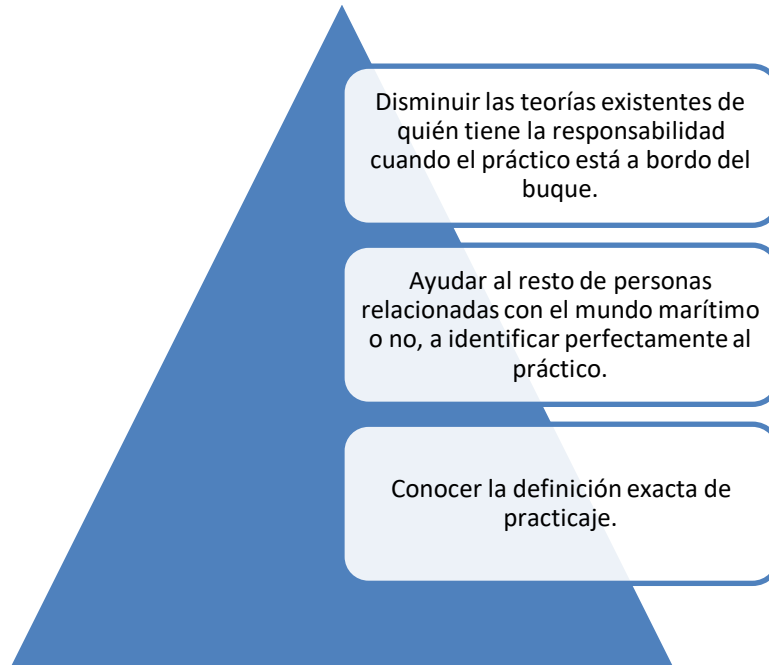 Disminuir las teorías existentes de
quién tiene la responsabilidad
cuando el práctico está a bordo del
buque.
Ayudar al resto de personas
relacionadas con el mundo marítimo
o no, a identificar perfectamente al
práctico.
Conocer la definición exacta de
practicaje.